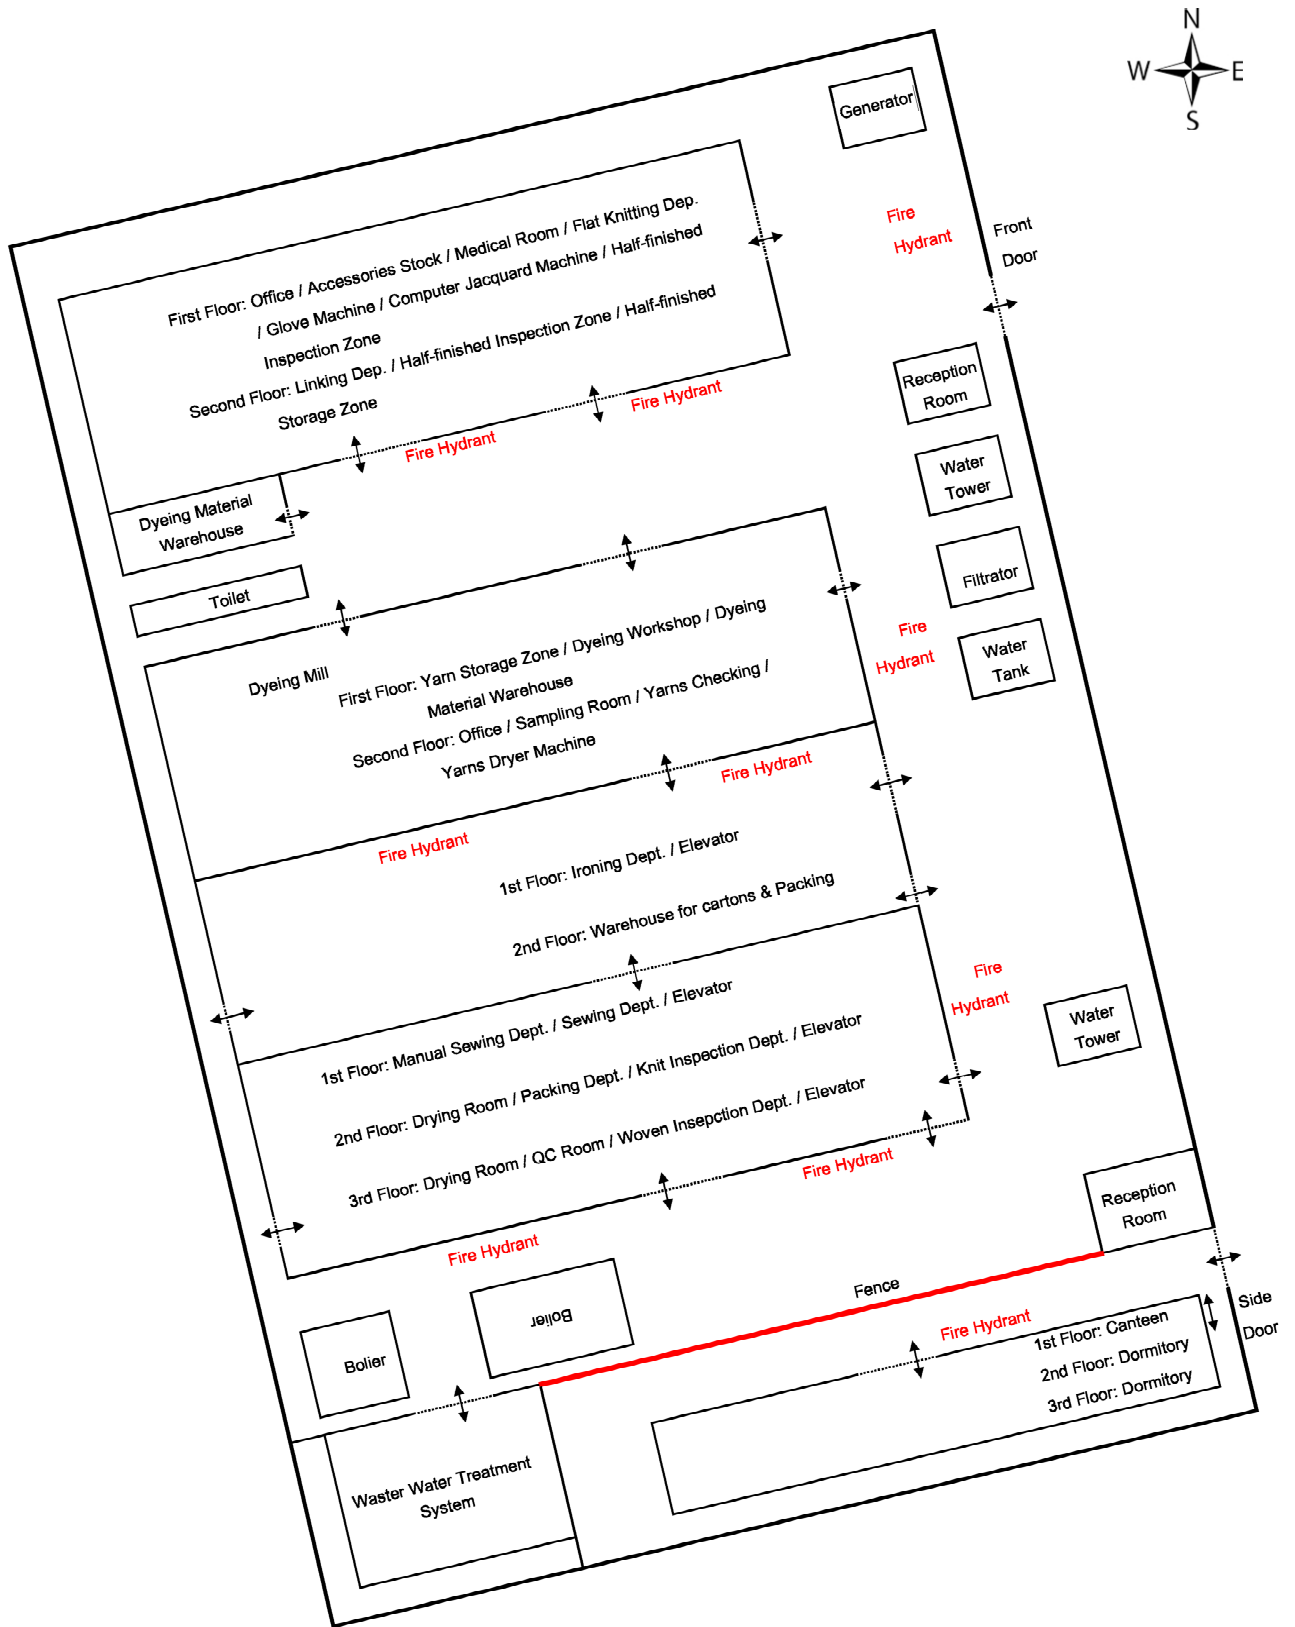 N
W E
S
Generator
Fire
Hydrant
Front
Door
First Floor: Office / Accessories Stock / Medical Room / Flat Knitting Dep.
/ Glove Machine / Computer Jacquard Machine / Half-finished
Inspection Zone
Second Floor: Linking Dep. / Half-finished Inspection Zone / Half-finished
Storage Zone
Fire Hydrant
Fire Hydrant
Reception
Room
Water
Tower
Filtrator
Water
Tank
Dyeing Material
Warehouse
Toilet
Dyeing Mill
First Floor: Yarn Storage Zone / Dyeing Workshop / Dyeing
Material Warehouse
Second Floor: Office / Sampling Room / Yarns Checking /
Yarns Dryer Machine
Fire
Hydrant
Fire Hydrant
Fire Hydrant
1st Floor: Ironing Dept. / Elevator
2nd Floor: Warehouse for cartons & Packing
Fire
Hydrant
Water
Tower
1st Floor: Manual Sewing Dept. / Sewing Dept. / Elevator
2nd Floor: Drying Room / Packing Dept. / Knit Inspection Dept. / Elevator
3rd Floor: Drying Room / QC Room / Woven Insepction Dept. / Elevator
Fire Hydrant
Fire Hydrant
Reception
Room
Bolier
Bolier
Fence
Fire Hydrant
Side
Door
1st Floor: Canteen
2nd Floor: Dormitory
3rd Floor: Dormitory
Waster Water Treatment
System